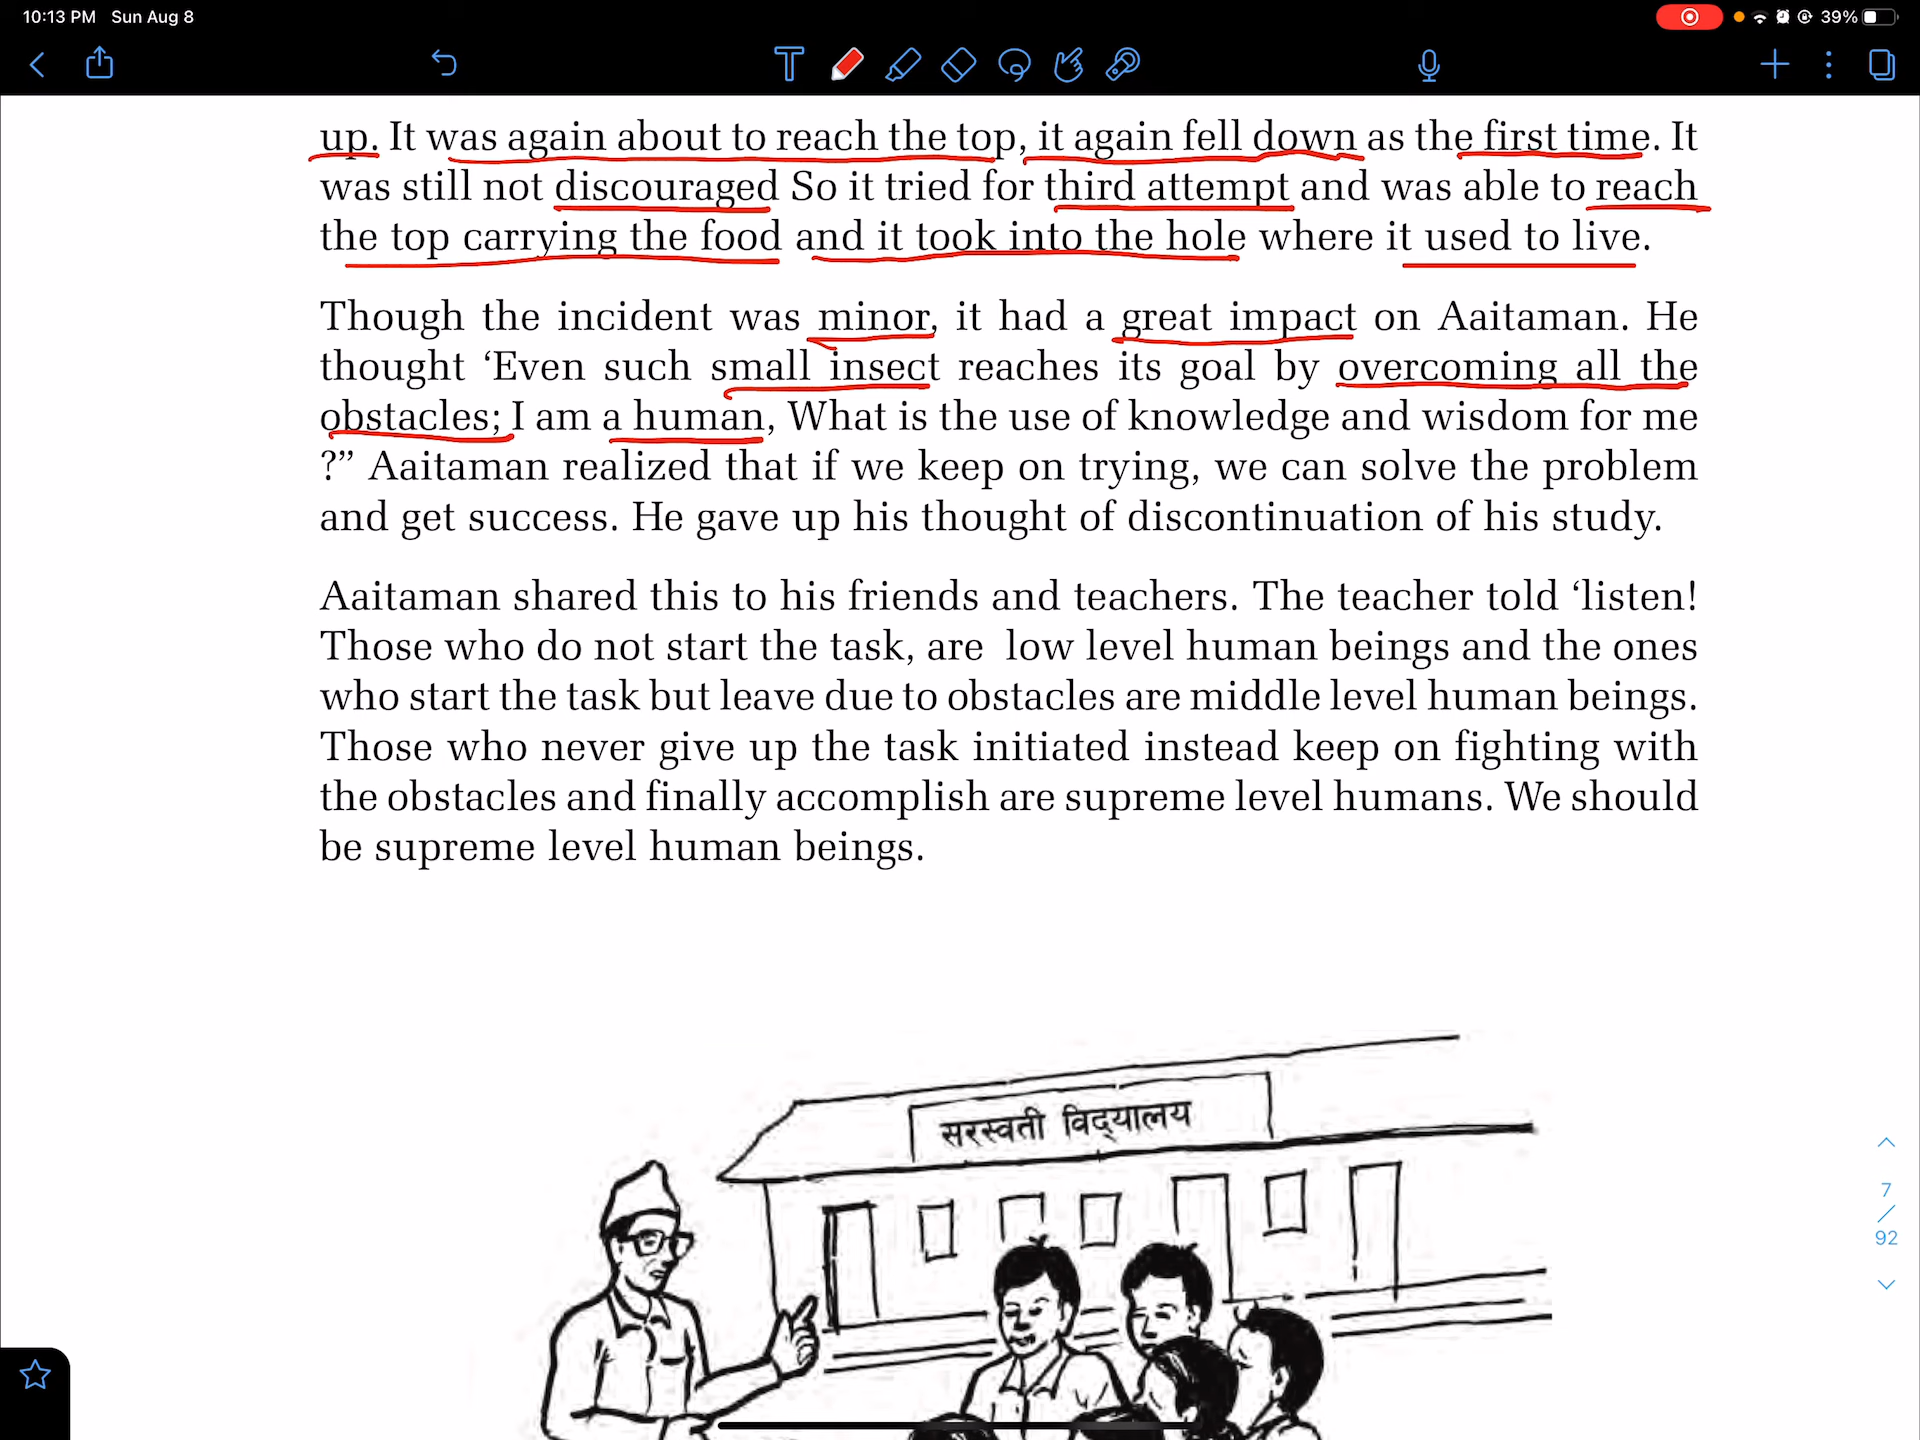 10:13 PM Sun Aug 8
39%
up. It was again about to reach the top, it again fell down as the first time. It
was still not discouraged So it tried for third attempt and was able to reach
the top carrying the food and it took into the hole where it used to live.
Though the incident was minor, it had a great impact on Aaitaman. He
thought ‘Even such small insect reaches its goal by overcoming all the
obstacles; I am a human, What is the use of knowledge and wisdom for me
?” Aaitaman realized that if we keep on trying, we can solve the problem
and get success. He gave up his thought of discontinuation of his study.
Aaitaman shared this to his friends and teachers. The teacher told ‘listen!
Those who do not start the task, are low level human beings and the ones
who start the task but leave due to obstacles are middle level human beings.
Those who never give up the task initiated instead keep on fighting with
the obstacles and finally accomplish are supreme level humans. We should
be supreme level human beings.
सरस्वती विद्‌यालय
7
/
92